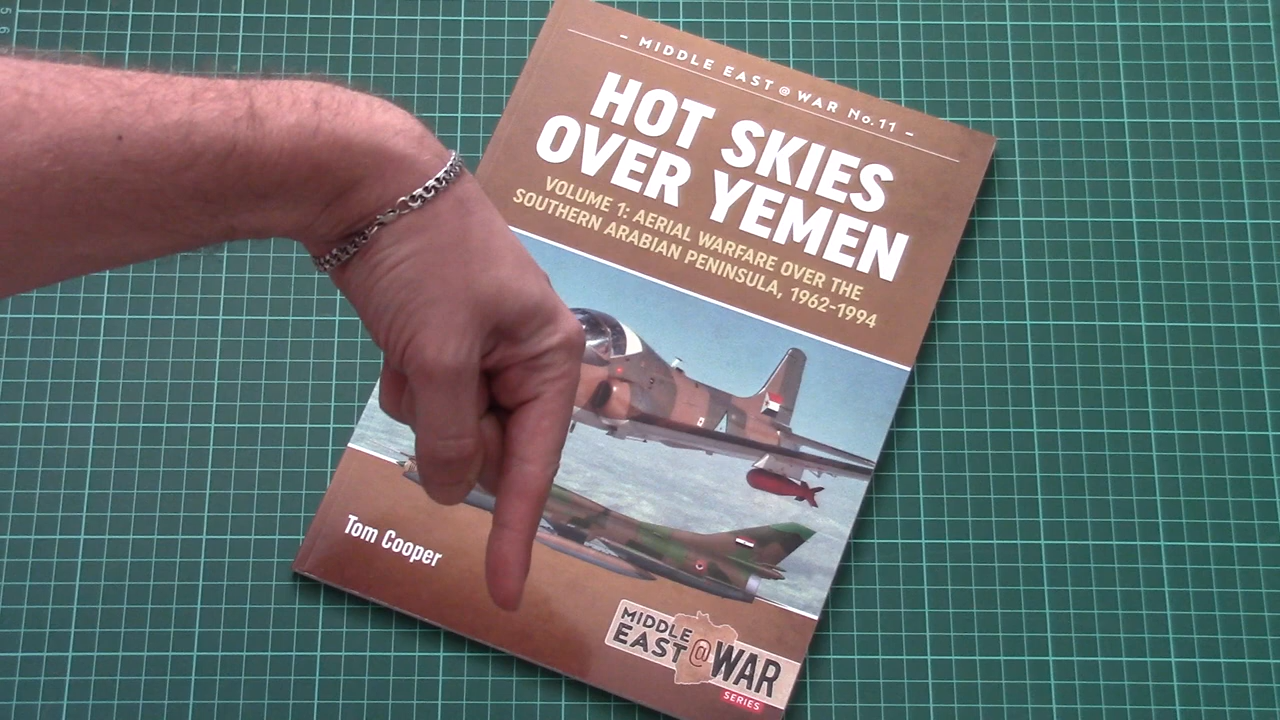 – MIDDLE EAST @ WAR No.11 –
HOT SKIES
OVER YEMEN
VOLUME 1: AERIAL WARFARE OVER THE
SOUTHERN ARABIAN PENINSULA, 1962-1994
Tom Cooper
MIDDLE
EAST @WAR
SERIES